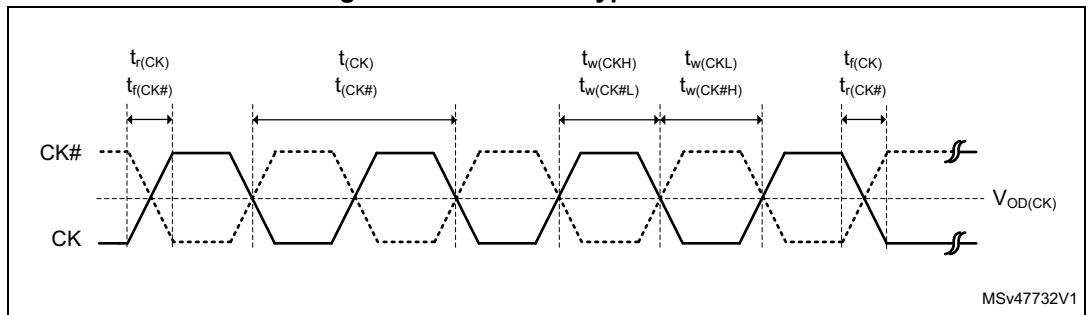 t_r(CK) t_(CK) t_w(CKH) t_w(CKL) t_f(CK)
t_f(CK#) t_(CK#) t_w(CK#L) t_w(CK#H) t_r(CK#)
CK#
V_OD(CK)
CK
MSv47732V1